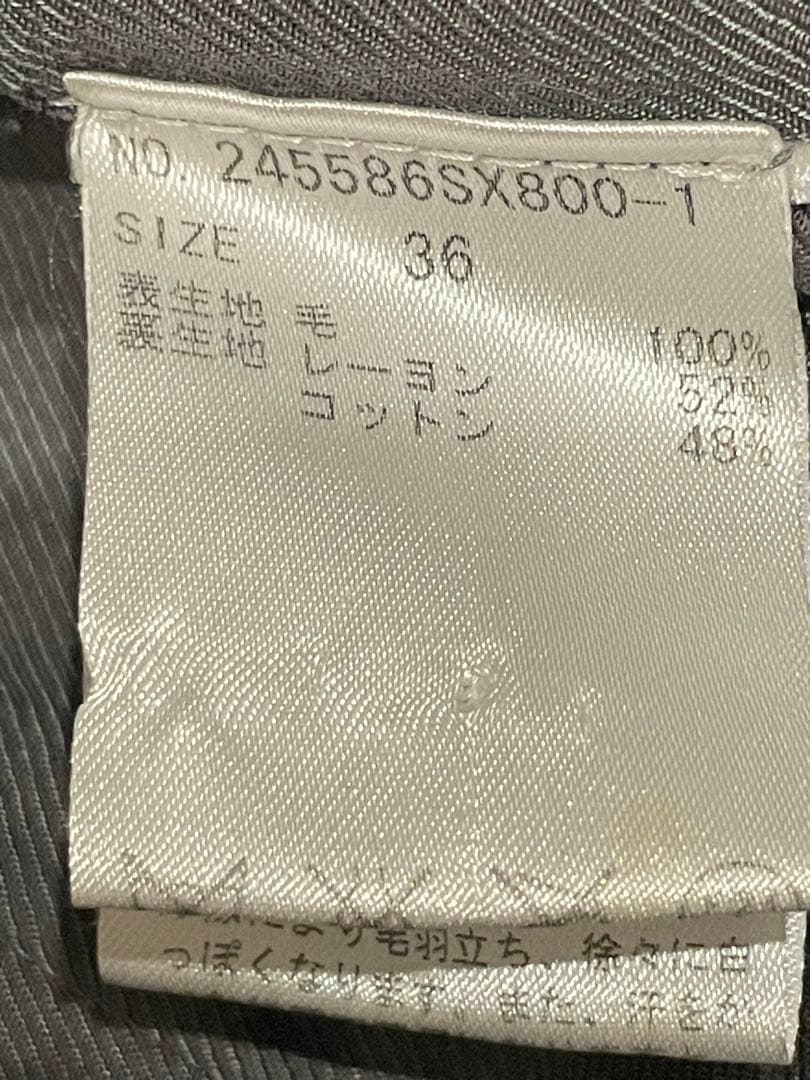 NO. 245586SX800-1
SIZE 36
表生地 毛 100%
裏生地 レーヨン 52%
コットン 48%
により毛羽立ち、徐々に白
っぽくなります。また、汗をか